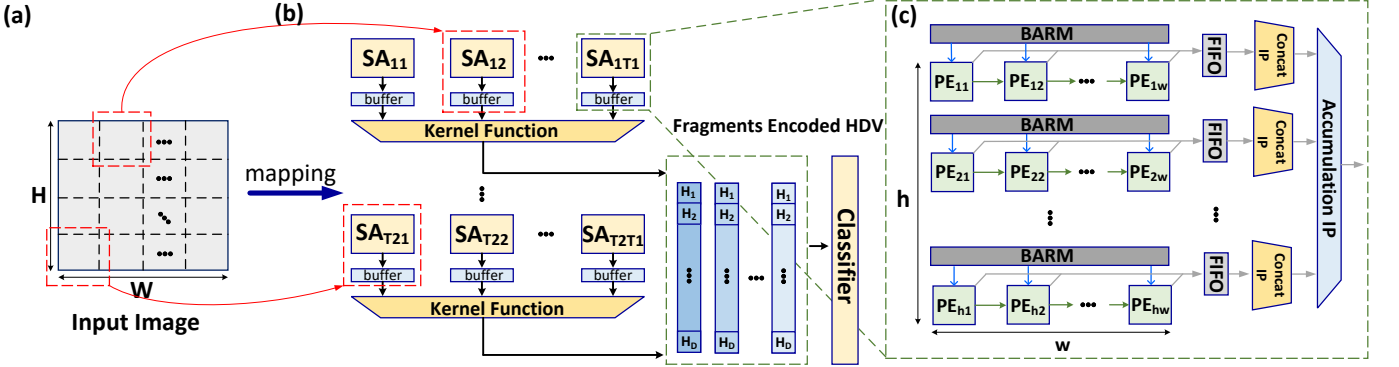 (a)
H
W
Input Image
mapping
(b)
SA11
SA12
•••
SA1T1
buffer
buffer
buffer
Kernel Function
SAT21
SAT22
•••
SAT2T1
buffer
buffer
buffer
Kernel Function
Fragments Encoded HDV
H1
H1
H1
H2
H2
H2
HD
HD
HD
Classifier
(c)
BARM
PE11
PE12
PE1w
FIFO
Concat
IP
BARM
PE21
PE22
PE2w
FIFO
Concat
IP
BARM
PEh1
PEh2
PEhw
FIFO
Concat
IP
h
w
Accumulation IP